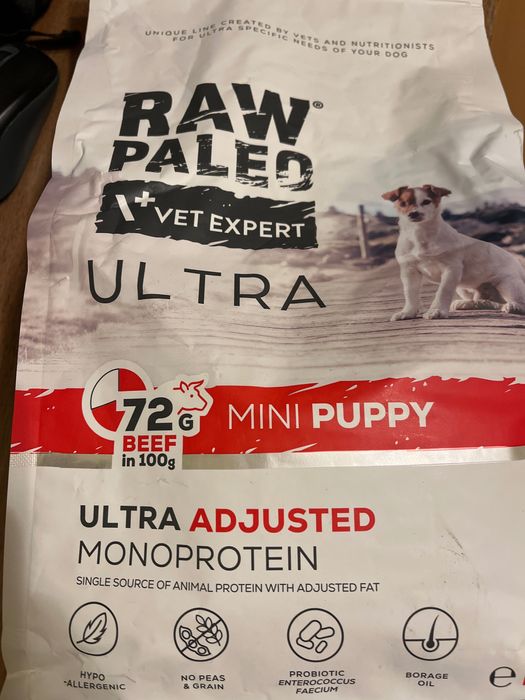 UNIQUE LINE CREATED BY VETS AND NUTRITIONISTS
FOR ULTRA SPECIFIC NEEDS OF YOUR DOG
RAW®
PALEO
V+ VET EXPERT
ULTRA
72G
BEEF
in 100g
MINI PUPPY
ULTRA ADJUSTED
MONOPROTEIN
SINGLE SOURCE OF ANIMAL PROTEIN WITH ADJUSTED FAT
HYPO
-ALLERGENIC
NO PEAS
& GRAIN
PROBIOTIC
ENTEROCOCCUS
FAECIUM
BORAGE
OIL
e